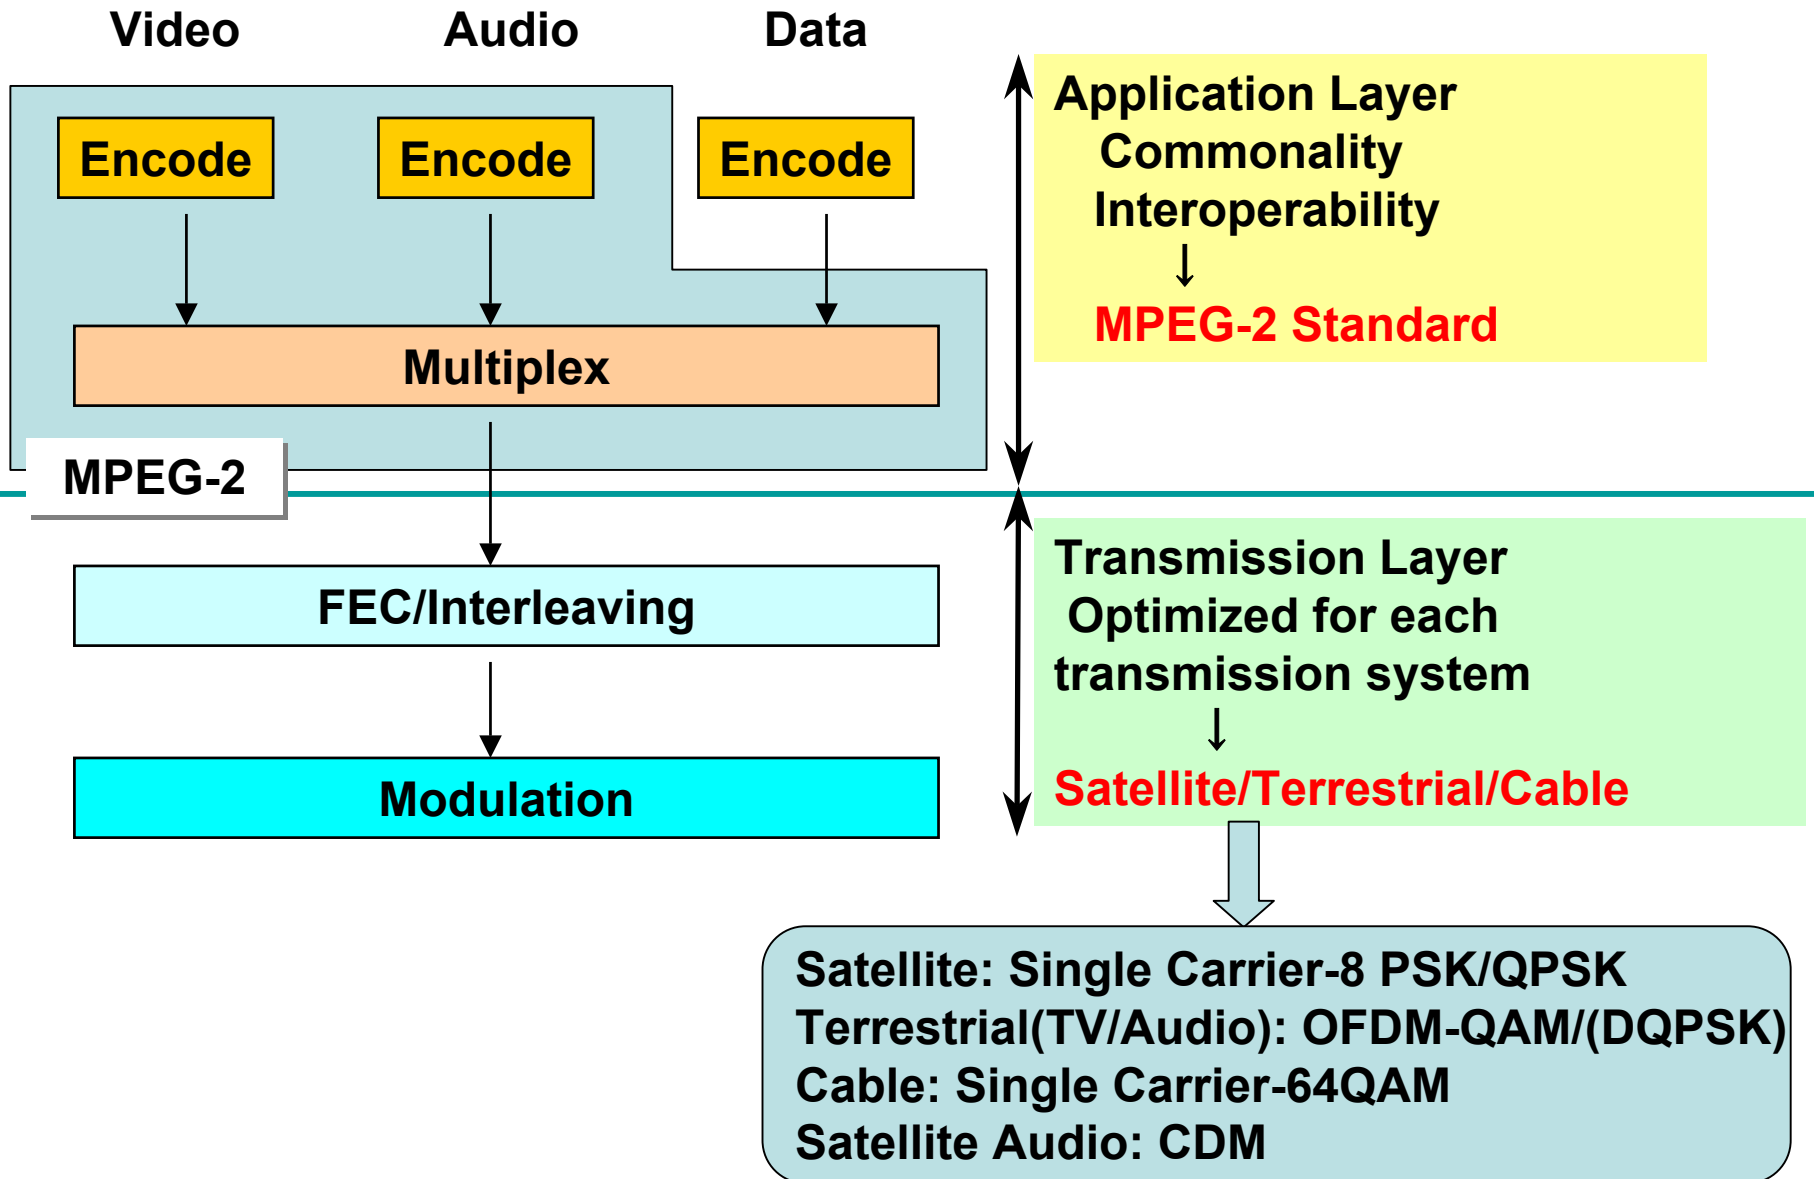 Video Audio Data
Encode Encode Encode
Multiplex
MPEG-2
FEC/Interleaving
Modulation
Application Layer
Commonality
Interoperability
↓
MPEG-2 Standard
Transmission Layer
Optimized for each
transmission system
↓
Satellite/Terrestrial/Cable
Satellite: Single Carrier-8 PSK/QPSK
Terrestrial(TV/Audio): OFDM-QAM/(DQPSK)
Cable: Single Carrier-64QAM
Satellite Audio: CDM